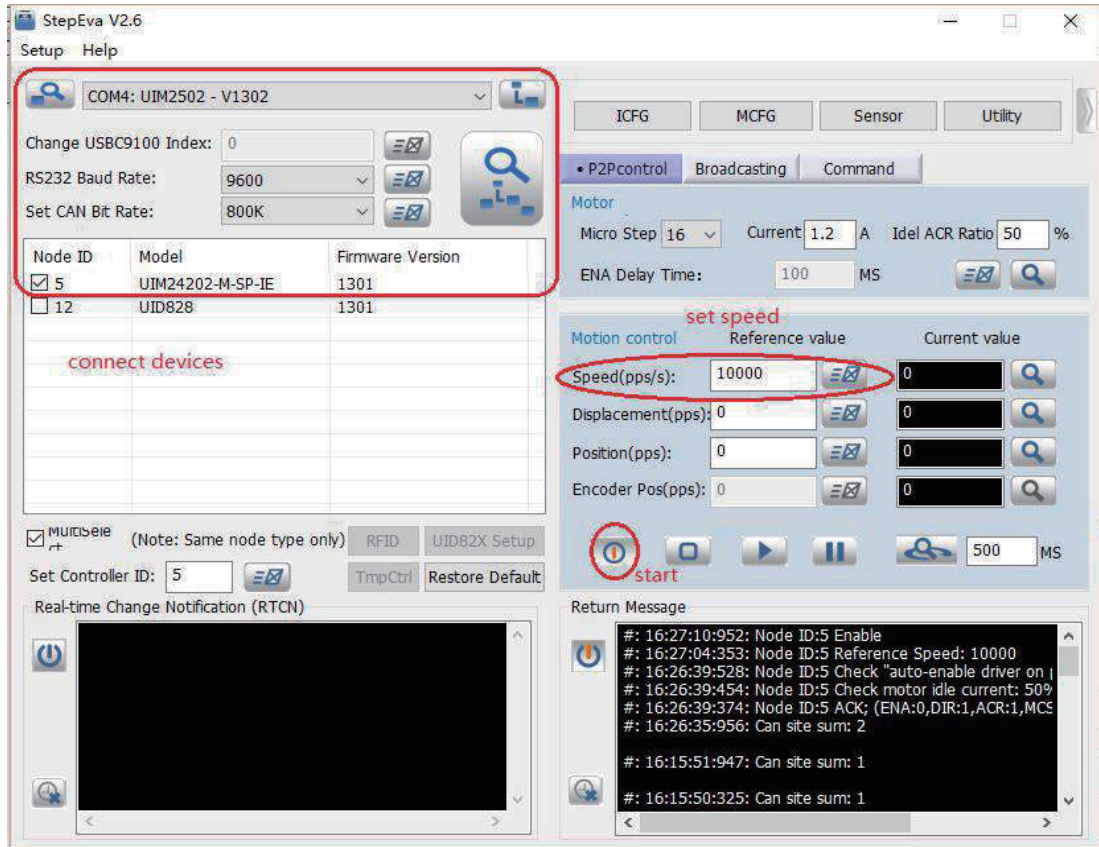 StepEva V2.6
Setup Help
COM4: UIM2502 - V1302
Change USBC9100 Index: 0
RS232 Baud Rate: 9600
Set CAN Bit Rate: 800K
Node ID Model Firmware Version
5 UIM24202-M-SP-IE 1301
12 UID828 1301
connect devices
(Note: Same node type only) RFID UID82X Setup
Set Controller ID: 5 TmpCtrl Restore Default
Real-time Change Notification (RTCN)
ICFG MCFG Sensor Utility
• P2Pcontrol Broadcasting Command
Motor
Micro Step 16 Current 1.2 A Idel ACR Ratio 50 %
ENA Delay Time: 100 MS
set speed
Motion control Reference value Current value
Speed(pps/s): 10000 0
Displacement(pps): 0 0
Position(pps): 0 0
Encoder Pos(pps): 0 0
500 MS
start
Return Message
#: 16:27:10:952: Node ID:5 Enable
#: 16:27:04:353: Node ID:5 Reference Speed: 10000
#: 16:26:39:528: Node ID:5 Check "auto-enable driver on
#: 16:26:39:454: Node ID:5 Check motor idle current: 50%
#: 16:26:39:374: Node ID:5 ACK; (ENA:0,DIR:1,ACR:1,MCS
#: 16:26:35:956: Can site sum: 2
#: 16:15:51:947: Can site sum: 1
#: 16:15:50:325: Can site sum: 1